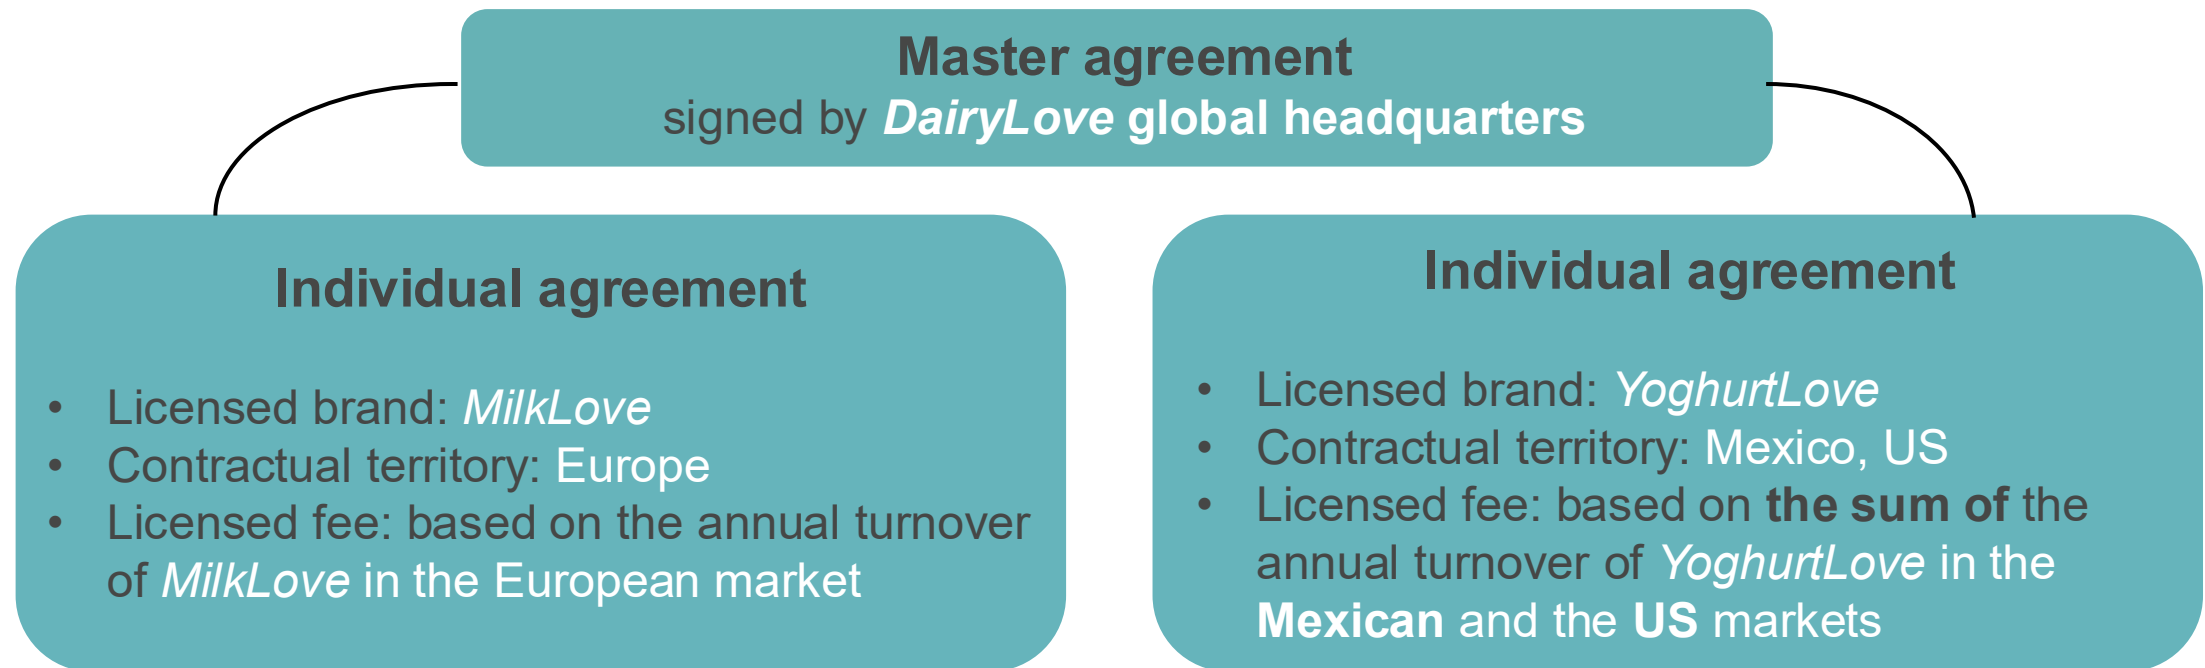 Master agreement
signed by DairyLove global headquarters
Individual agreement
• Licensed brand: MilkLove
• Contractual territory: Europe
• Licensed fee: based on the annual turnover
of MilkLove in the European market
Individual agreement
• Licensed brand: YoghurtLove
• Contractual territory: Mexico, US
• Licensed fee: based on the sum of the
annual turnover of YoghurtLove in the
Mexican and the US markets